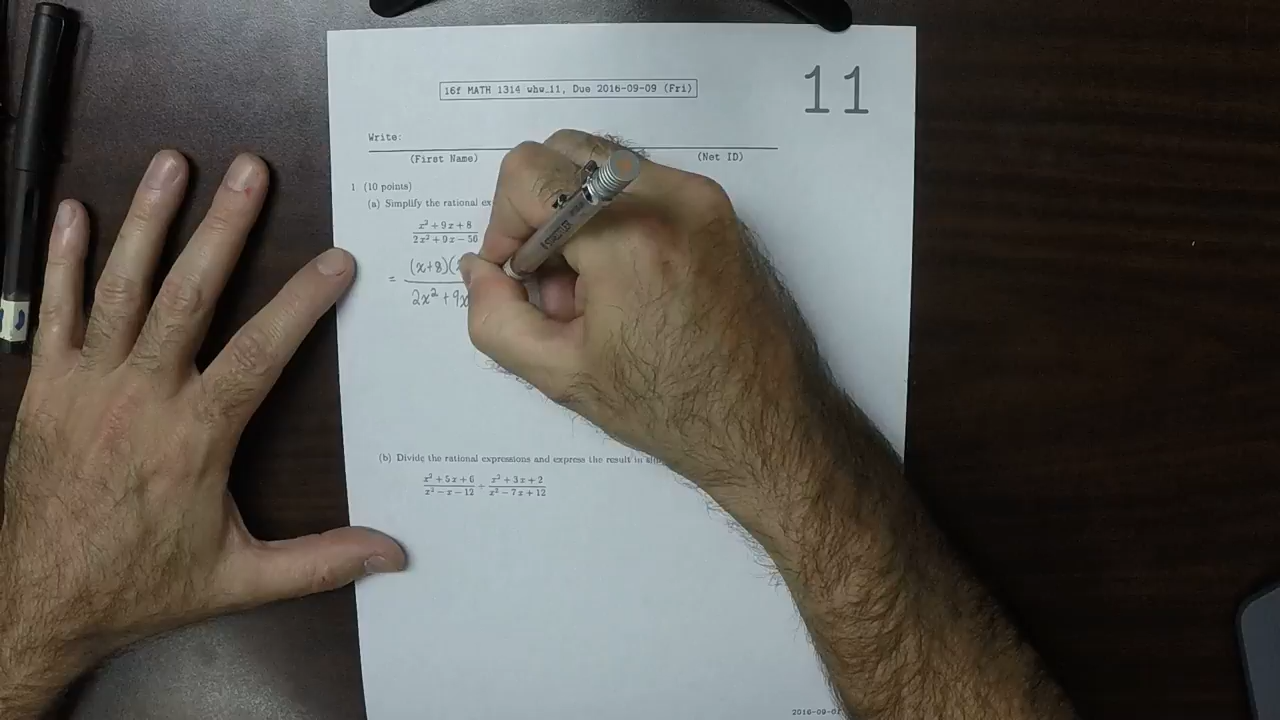 16f MATH 1314 whw_11, Due 2016-09-09 (Fri)
11
Write:
(First Name) (Net ID)
1 (10 points)
(a) Simplify the rational
x² + 9x + 8
2x² + 9x − 56
(x+8)(
=
2x² + 9x
(b) Divide the rational expressions and express the result in
x² + 5x + 6 ÷ x² + 3x + 2
x² − x − 12 x² − 7x + 12